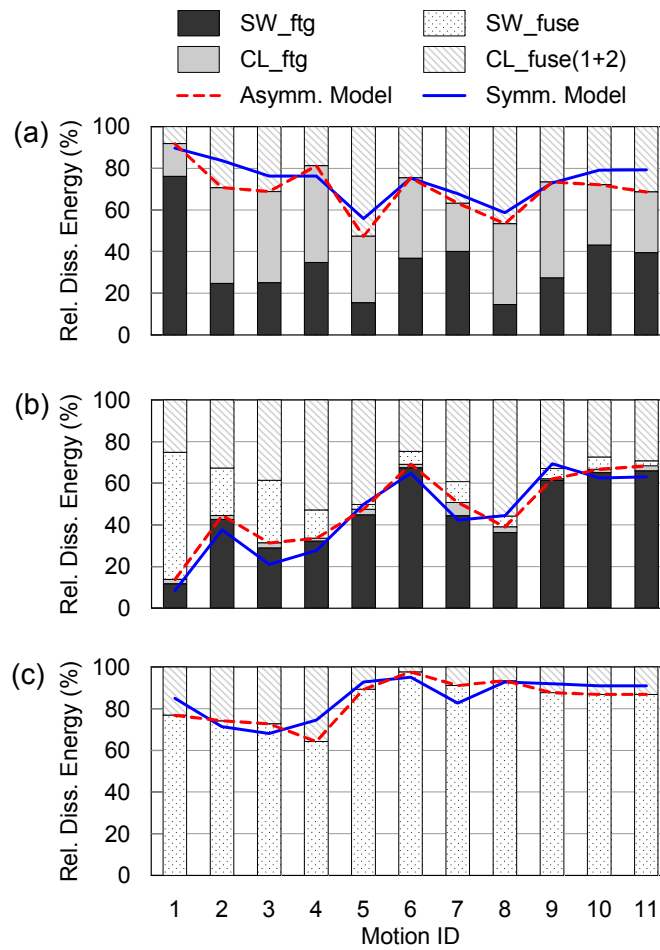 SW_ftg SW_fuse
CL_ftg CL_fuse(1+2)
Asymm. Model Symm. Model
(a)
Rel. Diss. Energy (%)
100
80
60
40
20
0
(b)
Rel. Diss. Energy (%)
100
80
60
40
20
0
(c)
Rel. Diss. Energy (%)
100
80
60
40
20
0
1 2 3 4 5 6 7 8 9 10 11
Motion ID